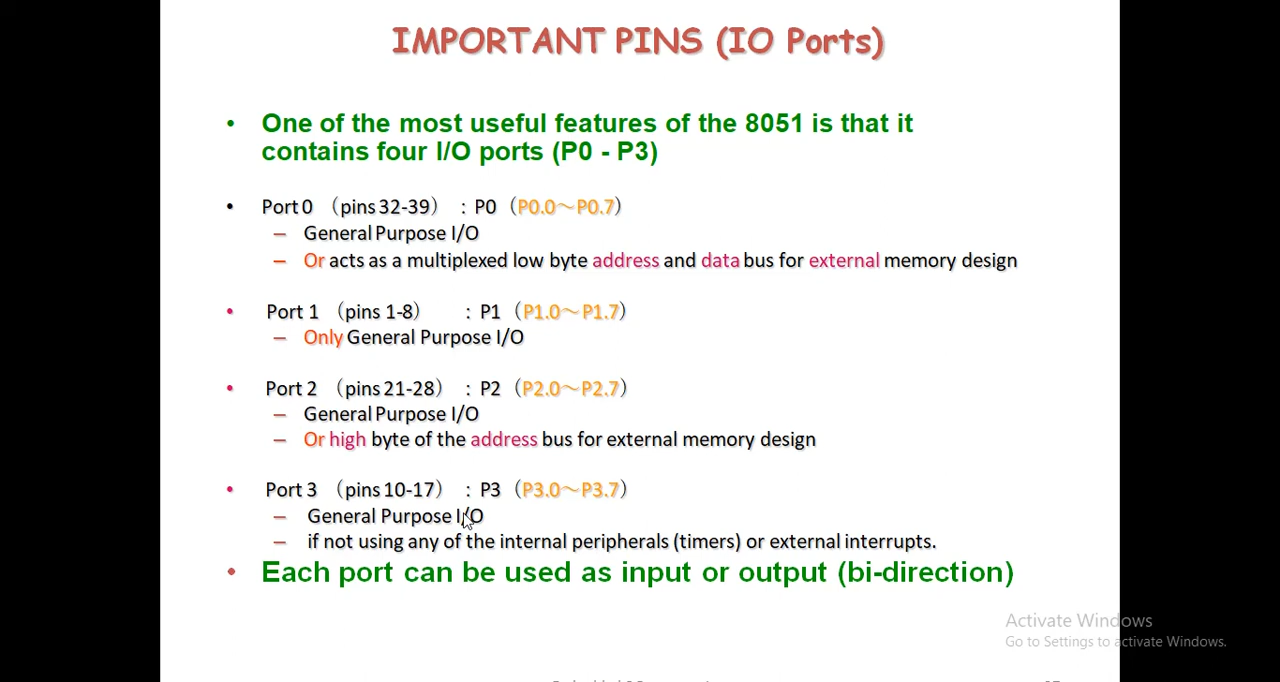 IMPORTANT PINS (IO Ports)
• One of the most useful features of the 8051 is that it
contains four I/O ports (P0 - P3)
• Port 0 （pins 32-39） : P0（P0.0～P0.7）
– General Purpose I/O
– Or acts as a multiplexed low byte address and data bus for external memory design
• Port 1 （pins 1-8） : P1（P1.0～P1.7）
– Only General Purpose I/O
• Port 2 （pins 21-28） : P2（P2.0～P2.7）
– General Purpose I/O
– Or high byte of the address bus for external memory design
• Port 3 （pins 10-17） : P3（P3.0～P3.7）
– General Purpose I/O
– if not using any of the internal peripherals (timers) or external interrupts.
• Each port can be used as input or output (bi-direction)
Activate Windows
Go to Settings to activate Windows.